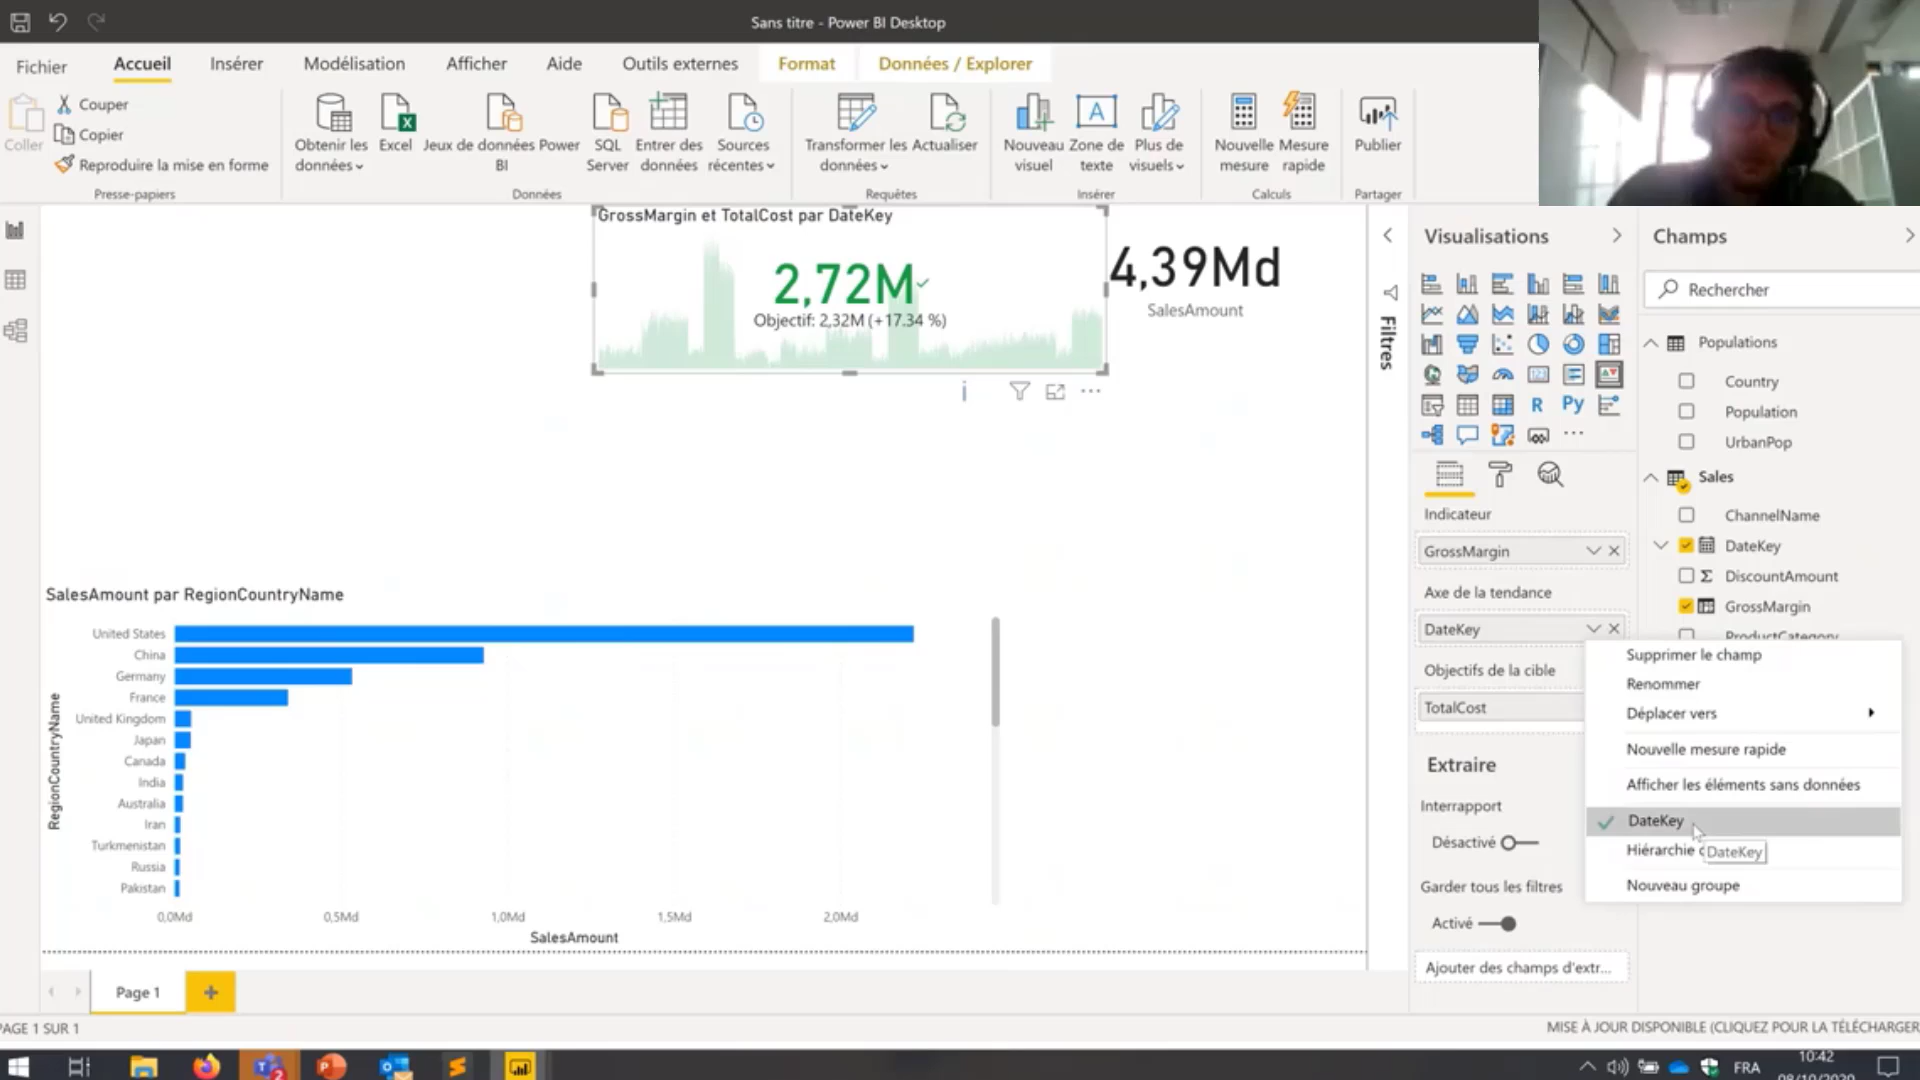 Sans titre - Power BI Desktop
Fichier
Accueil
Insérer
Modélisation
Afficher
Aide
Outils externes
Format
Données / Explorer
Coller
Couper
Copier
Reproduire la mise en forme
Presse-papiers
Obtenir les données
Excel
Jeux de données Power BI
SQL Server
Entrer des données
Sources récentes
Données
Transformer les données
Actualiser
Requêtes
Nouveau visuel
Zone de texte
Plus de visuels
Insérer
Nouvelle mesure
Mesure rapide
Calculs
Publier
Partager
GrossMargin et TotalCost par DateKey
2,72M
Objectif: 2,32M (+17.34 %)
4,39Md
SalesAmount
SalesAmount par RegionCountryName
RegionCountryName
United States
China
Germany
France
United Kingdom
Japan
Canada
India
Australia
Iran
Turkmenistan
Russia
Pakistan
0,0Md
0,5Md
1,0Md
1,5Md
2,0Md
SalesAmount
Filtres
Visualisations
R
Py
Indicateur
GrossMargin
Axe de la tendance
DateKey
Objectifs de la cible
TotalCost
Extraire
Interrapport
Désactivé
Garder tous les filtres
Activé
Ajouter des champs d'extr...
Champs
Rechercher
Populations
Country
Population
UrbanPop
Sales
ChannelName
DateKey
DiscountAmount
GrossMargin
ProductCategory
Supprimer le champ
Renommer
Déplacer vers
Nouvelle mesure rapide
Afficher les éléments sans données
DateKey
Hiérarchie
DateKey
Nouveau groupe
Page 1
PAGE 1 SUR 1
MISE À JOUR DISPONIBLE (CLIQUEZ POUR LA TÉLÉCHARGER
FRA
10:42
08/10/2020